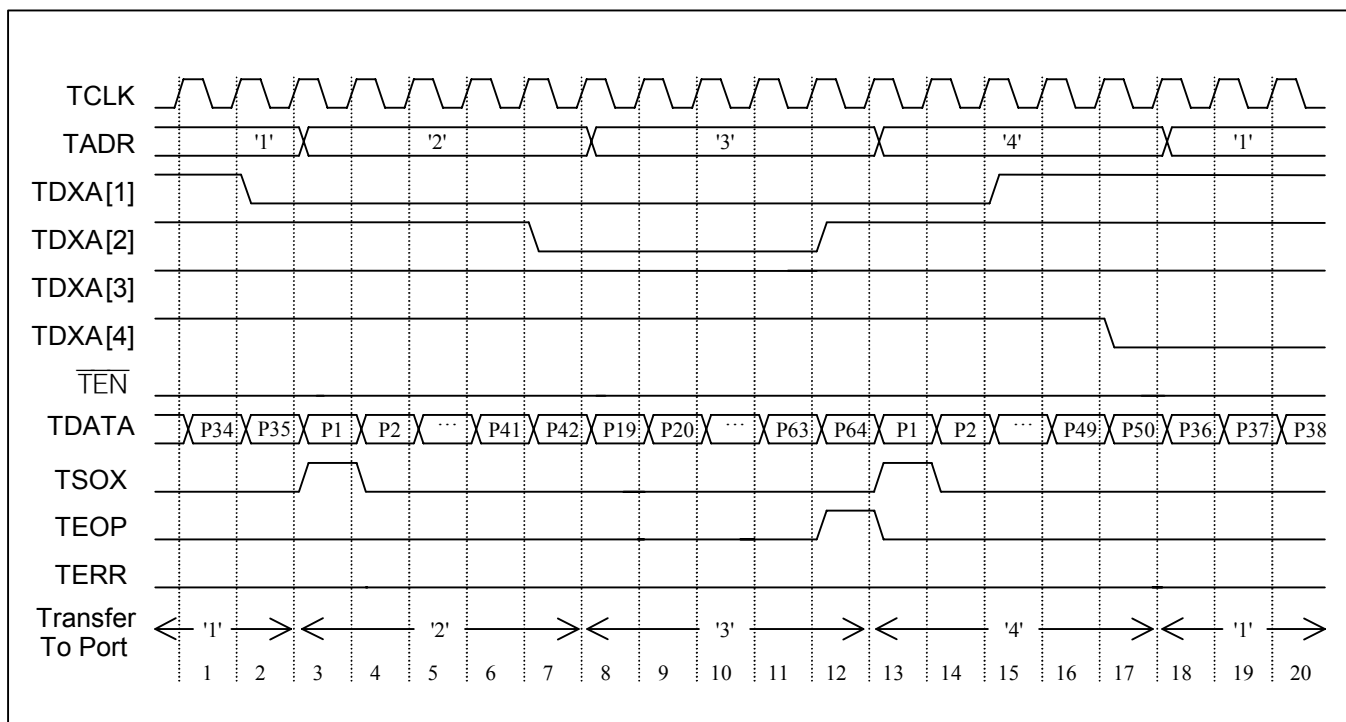 TCLK
TADR '1' '2' '3' '4' '1'
TDXA[1]
TDXA[2]
TDXA[3]
TDXA[4]
TEN
TDATA P34 P35 P1 P2 ... P41 P42 P19 P20 ... P63 P64 P1 P2 ... P49 P50 P36 P37 P38
TSOX
TEOP
TERR
Transfer
To Port '1' '2' '3' '4' '1'
1 2 3 4 5 6 7 8 9 10 11 12 13 14 15 16 17 18 19 20